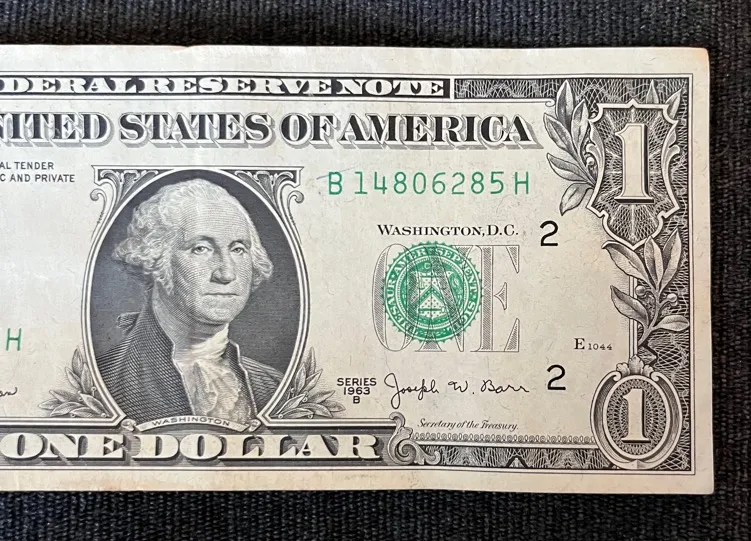 DERAL RESERVE NOTE
NITED STATES OF AMERICA
AL TENDER
C AND PRIVATE
B 14806285 H
WASHINGTON, D.C.
2
ONE
H
E 1044
SERIES
1963
B
Joseph W. Barr
2
Secretary of the Treasury.
WASHINGTON
ONE DOLLAR
1
1